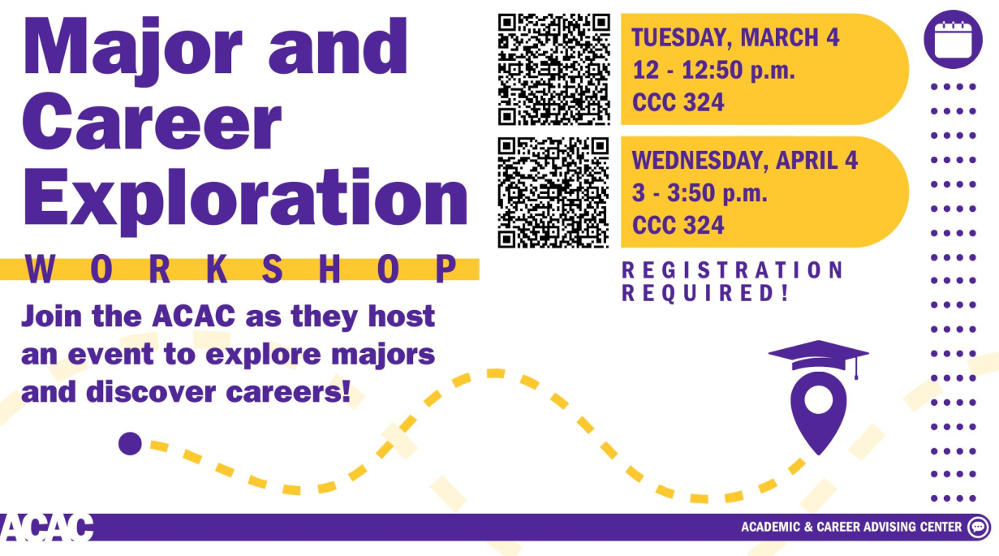 Major and
Career
Exploration
WORKSHOP
Join the ACAC as they host
an event to explore majors
and discover careers!
TUESDAY, MARCH 4
12 - 12:50 p.m.
CCC 324
WEDNESDAY, APRIL 4
3 - 3:50 p.m.
CCC 324
REGISTRATION
REQUIRED!
ACAC
ACADEMIC & CAREER ADVISING CENTER